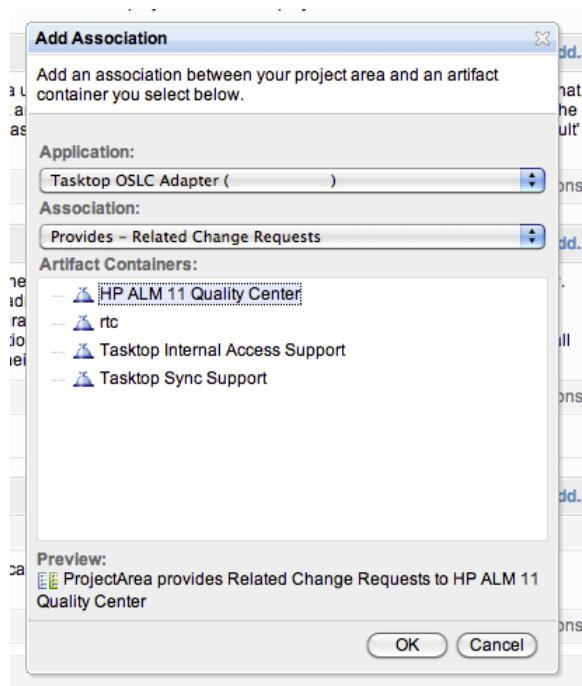 Add Association
Add an association between your project area and an artifact
container you select below.
Application:
Tasktop OSLC Adapter ( )
Association:
Provides – Related Change Requests
Artifact Containers:
HP ALM 11 Quality Center
rtc
Tasktop Internal Access Support
Tasktop Sync Support
Preview:
ProjectArea provides Related Change Requests to HP ALM 11
Quality Center
OK Cancel